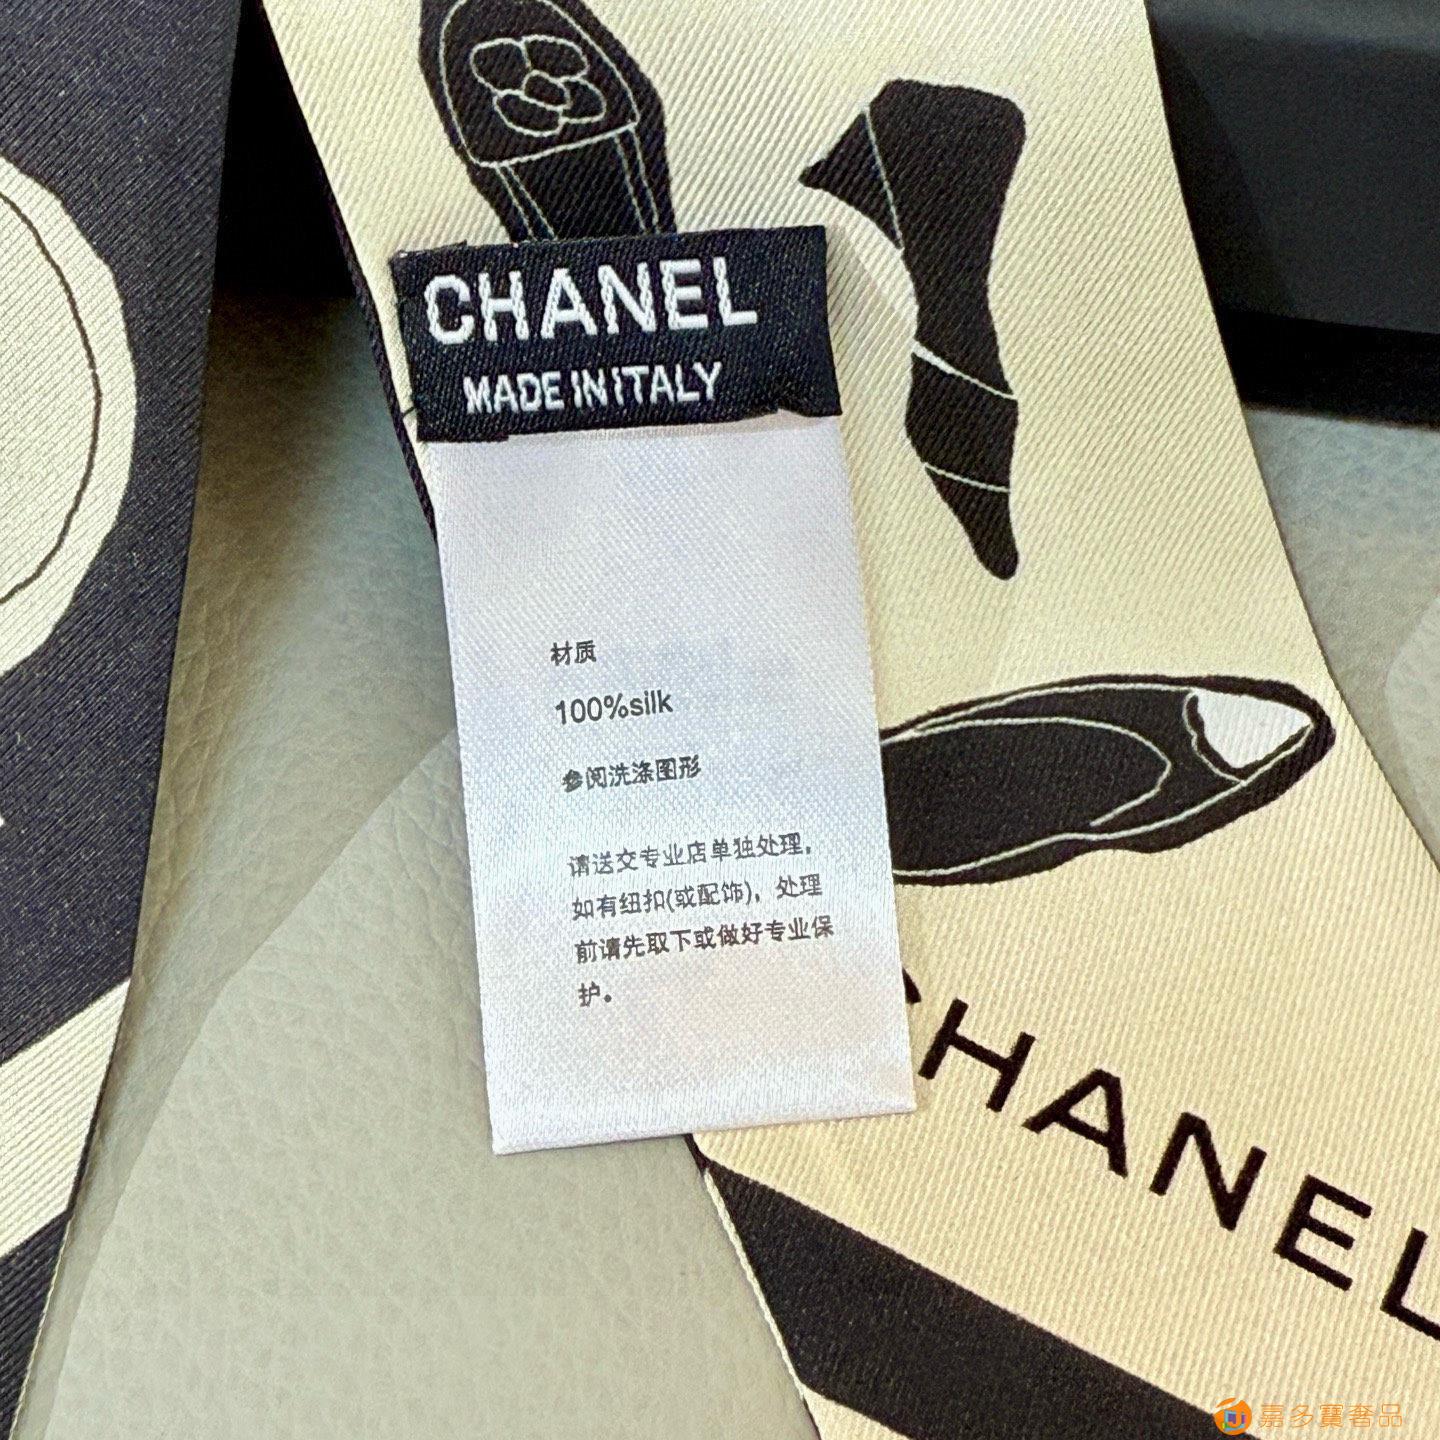 CHANEL
MADE IN ITALY
材质
100%silk
参阅洗涤图形
请送交专业店单独处理，
如有纽扣(或配饰)，处理
前请先取下或做好专业保
护。
CHANEL
嘉多寶奢品